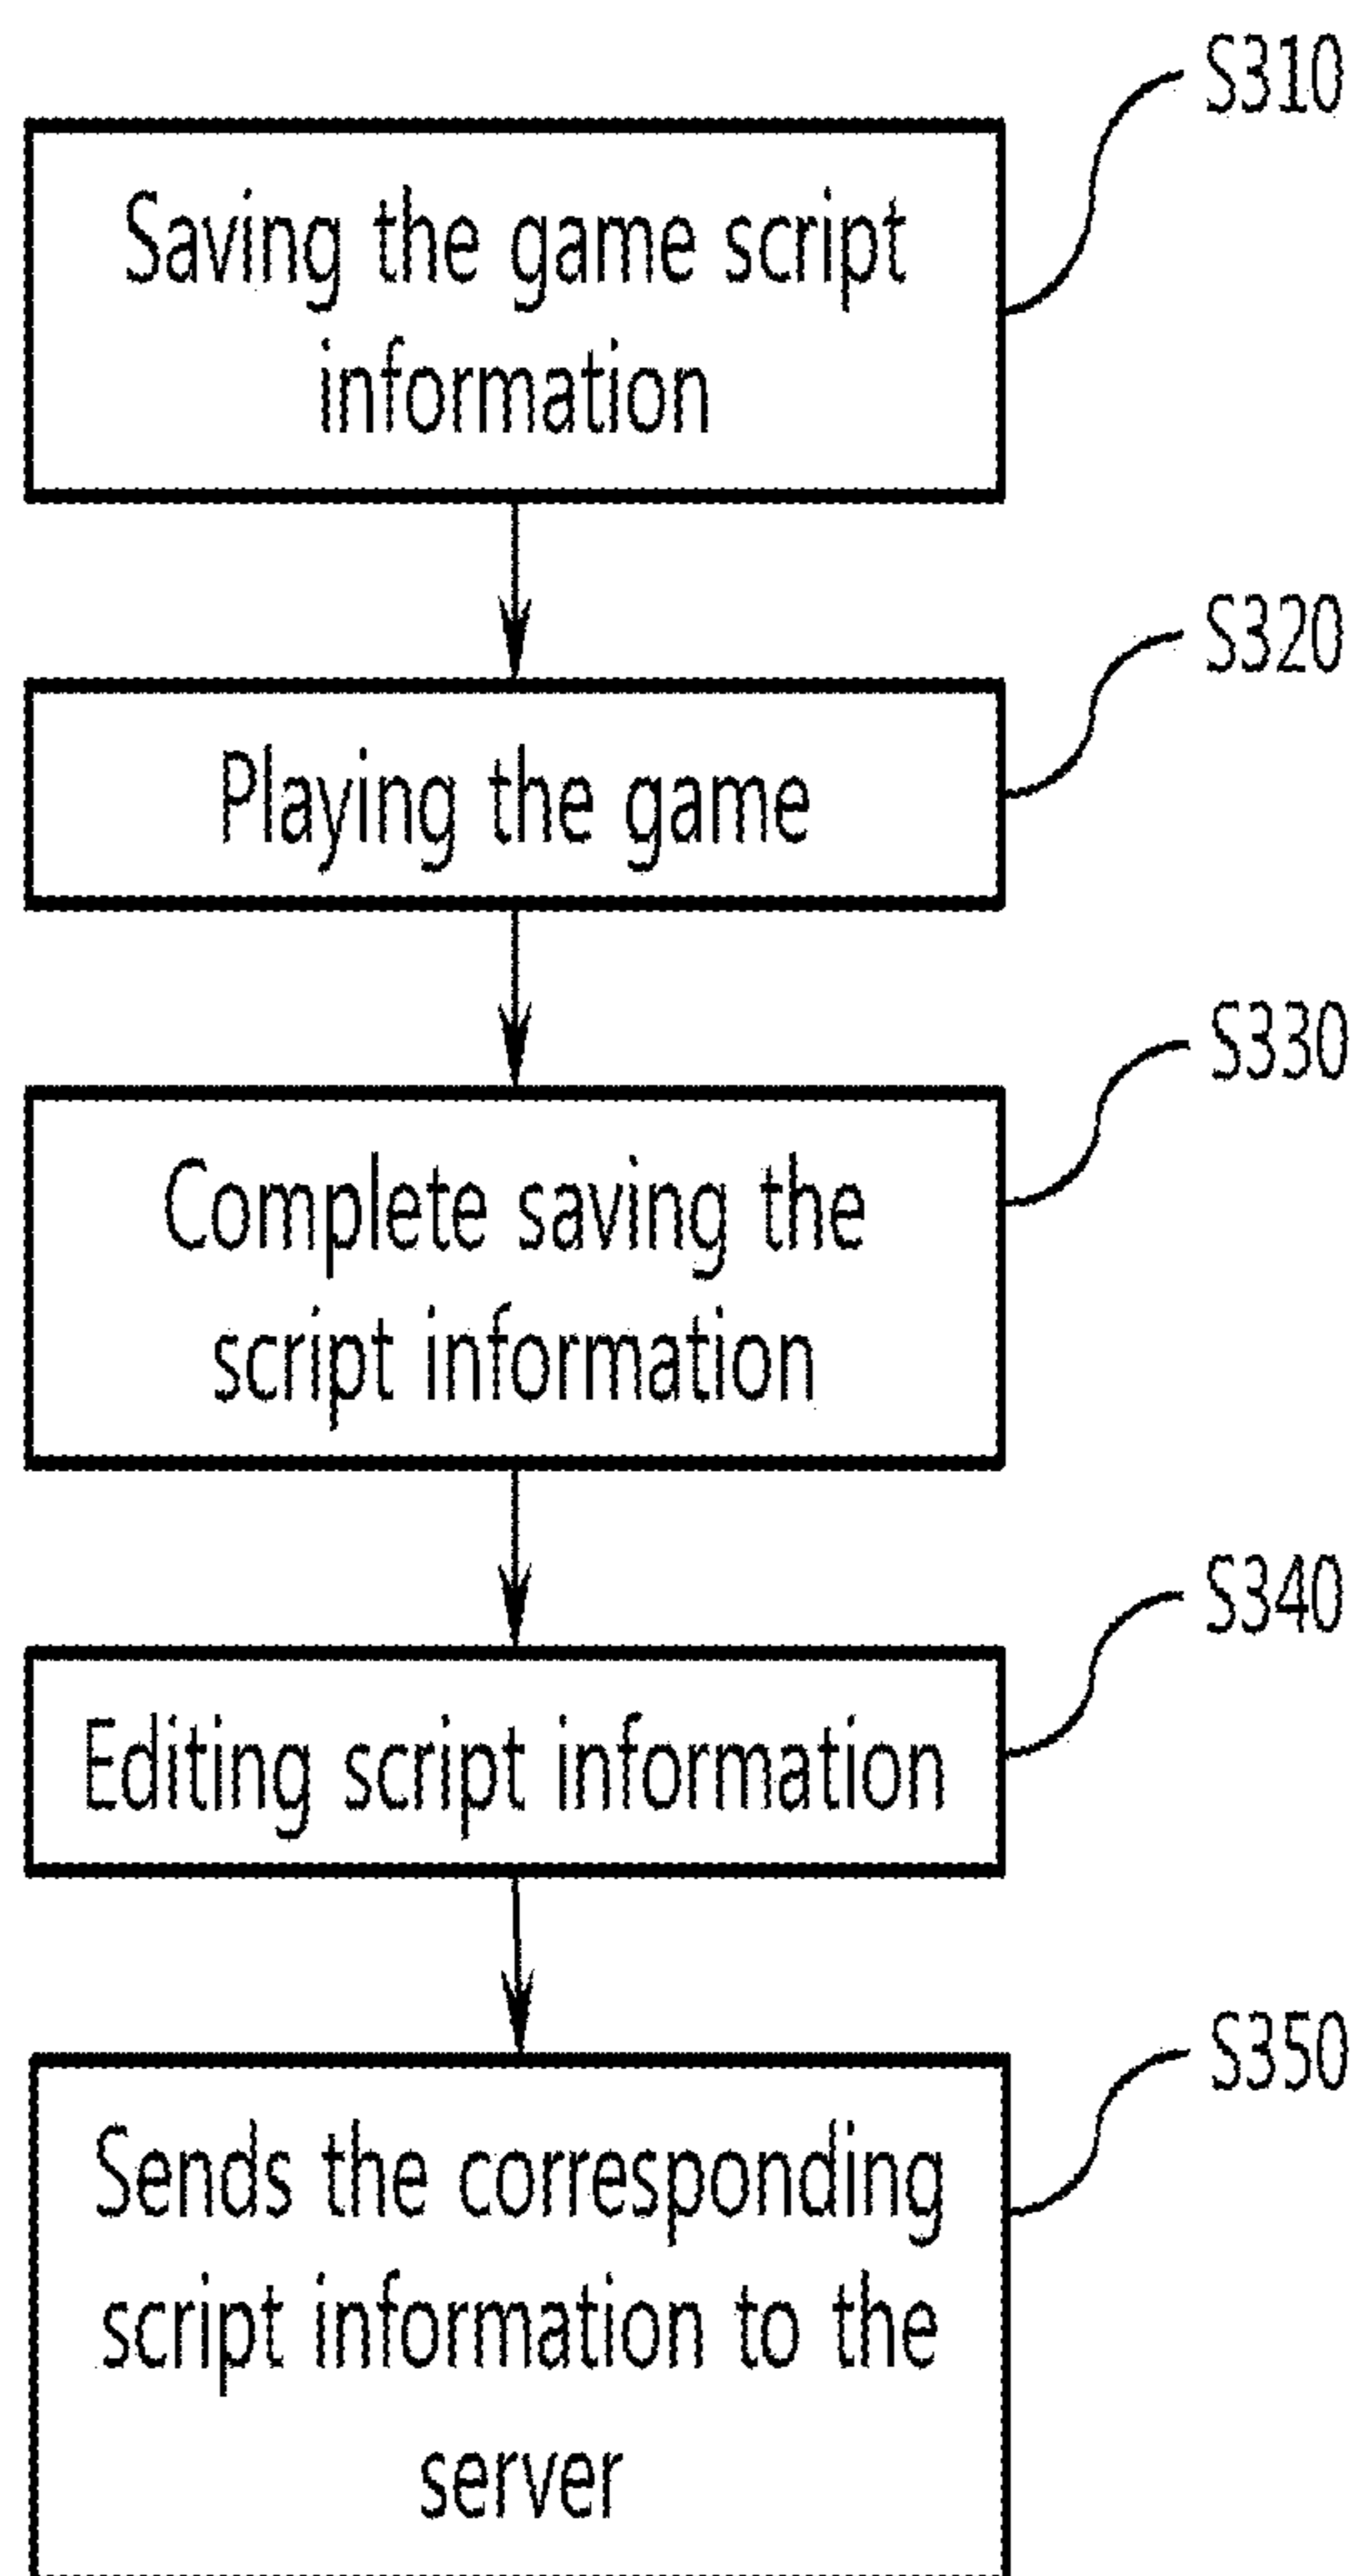 S310
Saving the game script
information
S320
Playing the game
S330
Complete saving the
script information
S340
Editing script information
S350
Sends the corresponding
script information to the
server